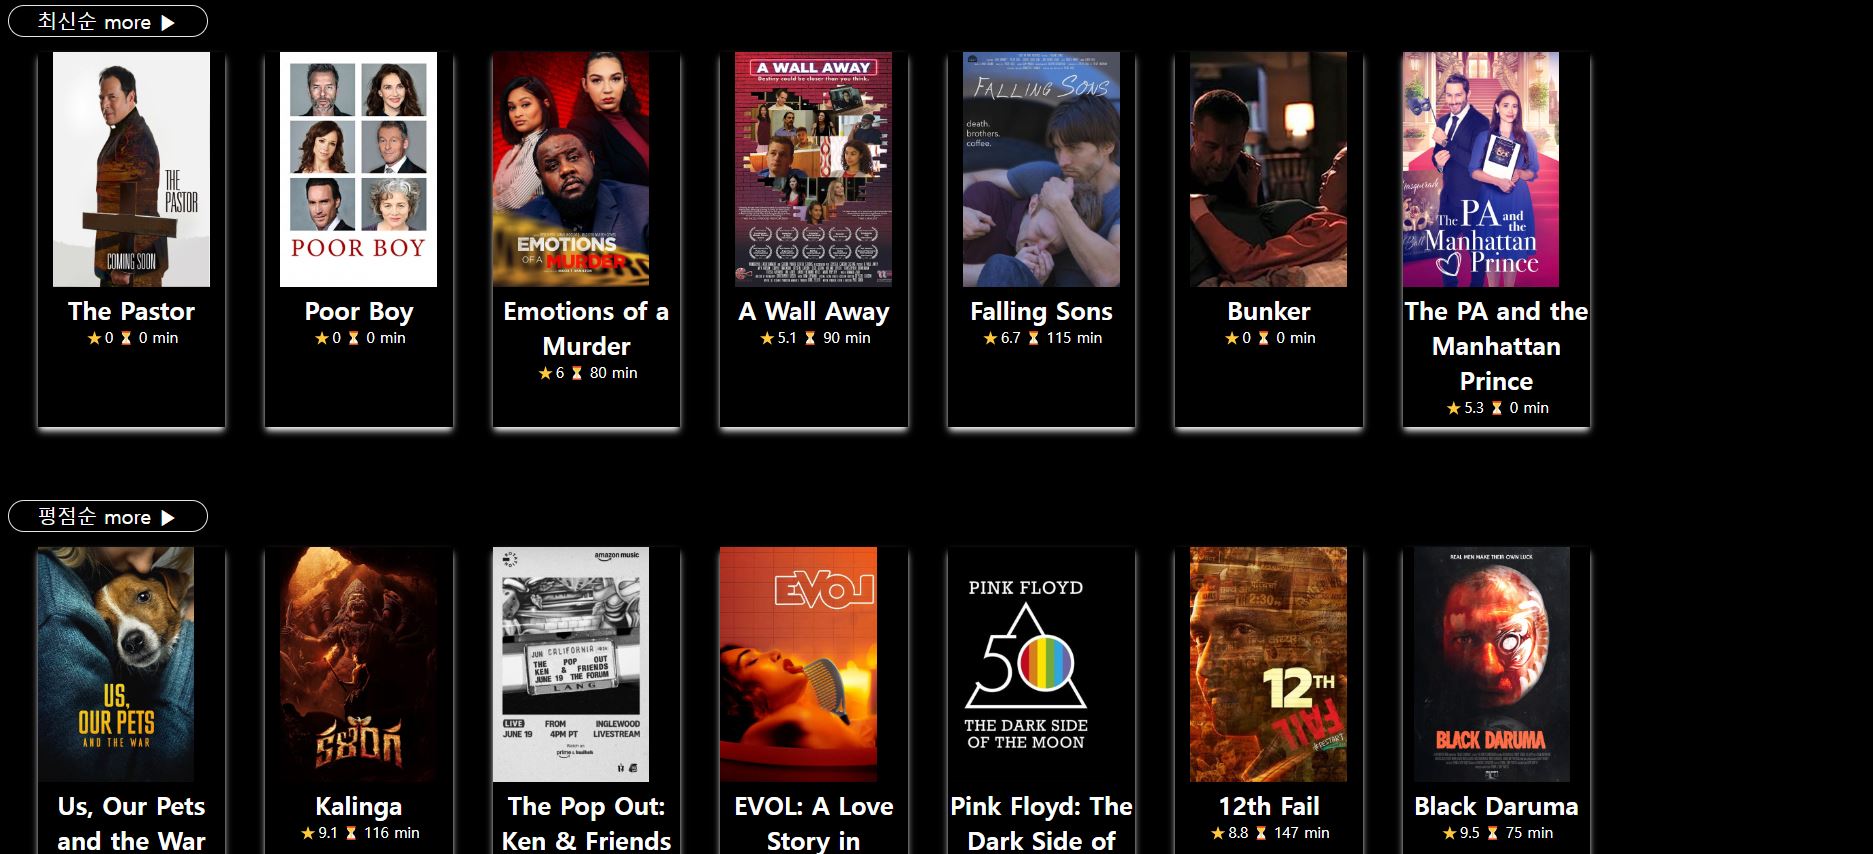 최신순 more ▶
THE
PASTOR
COMING SOON
POOR BOY
EMOTIONS
OF A MURDER
A WALL AWAY
Destiny could be closer than you think.
FALLING SONS
death.
brothers.
coffee.
The PA and
the
Manhattan
Prince
The Pastor
⭐ 0 ⏳ 0 min
Poor Boy
⭐ 0 ⏳ 0 min
Emotions of a
Murder
⭐ 6 ⏳ 80 min
A Wall Away
⭐ 5.1 ⏳ 90 min
Falling Sons
⭐ 6.7 ⏳ 115 min
Bunker
⭐ 0 ⏳ 0 min
The PA and the
Manhattan
Prince
⭐ 5.3 ⏳ 0 min
평점순 more ▶
US,
OUR PETS
AND THE WAR
ಕಳಿಂಗ
amazon music
JUN CALIFORNIA
THE POP OUT
KEN & FRIENDS
JUNE 19 THE FORUM
LANG
LIVE FROM INGLEWOOD
JUNE 19 4PM PT LIVESTREAM
EVOL
PINK FLOYD
50
THE DARK SIDE
OF THE MOON
12TH
FAIL
#RESTART
REAL MEN MAKE THEIR OWN LUCK
BLACK DARUMA
Us, Our Pets
and the War
Kalinga
⭐ 9.1 ⏳ 116 min
The Pop Out:
Ken & Friends
EVOL: A Love
Story in
Pink Floyd: The
Dark Side of
12th Fail
⭐ 8.8 ⏳ 147 min
Black Daruma
⭐ 9.5 ⏳ 75 min